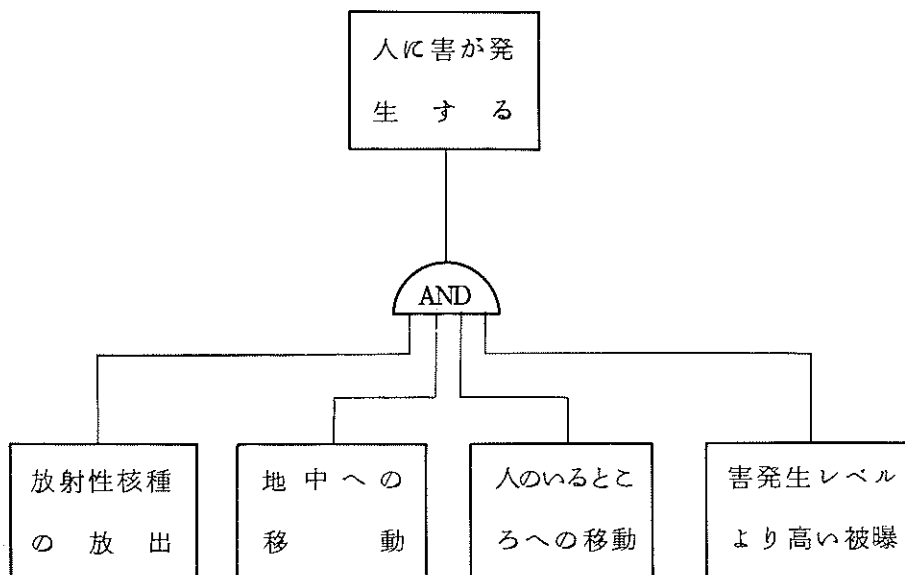 人に害が発
生する
AND
放射性核種
の放出
地中への
移動
人のいるとこ
ろへの移動
害発生レベル
より高い被曝